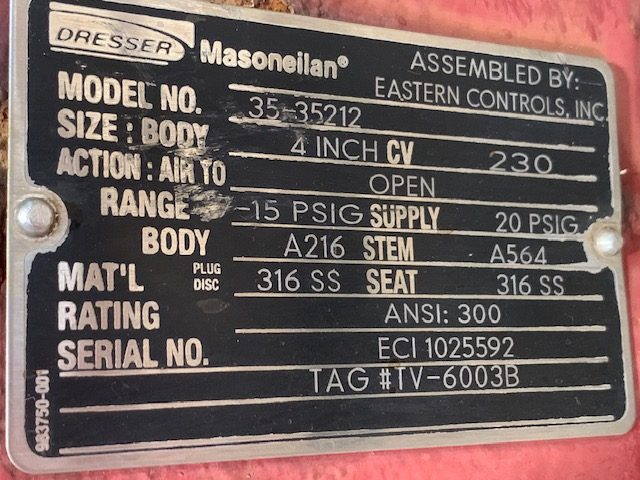 DRESSER Masoneilan® ASSEMBLED BY:
EASTERN CONTROLS, INC.
MODEL NO. 35-35212
SIZE : BODY 4 INCH CV 230
ACTION : AIR TO OPEN
RANGE -15 PSIG SUPPLY 20 PSIG
BODY A216 STEM A564
MAT'L PLUG DISC 316 SS SEAT 316 SS
RATING ANSI: 300
SERIAL NO. ECI 1025592
TAG #TV-6003B
983750-001